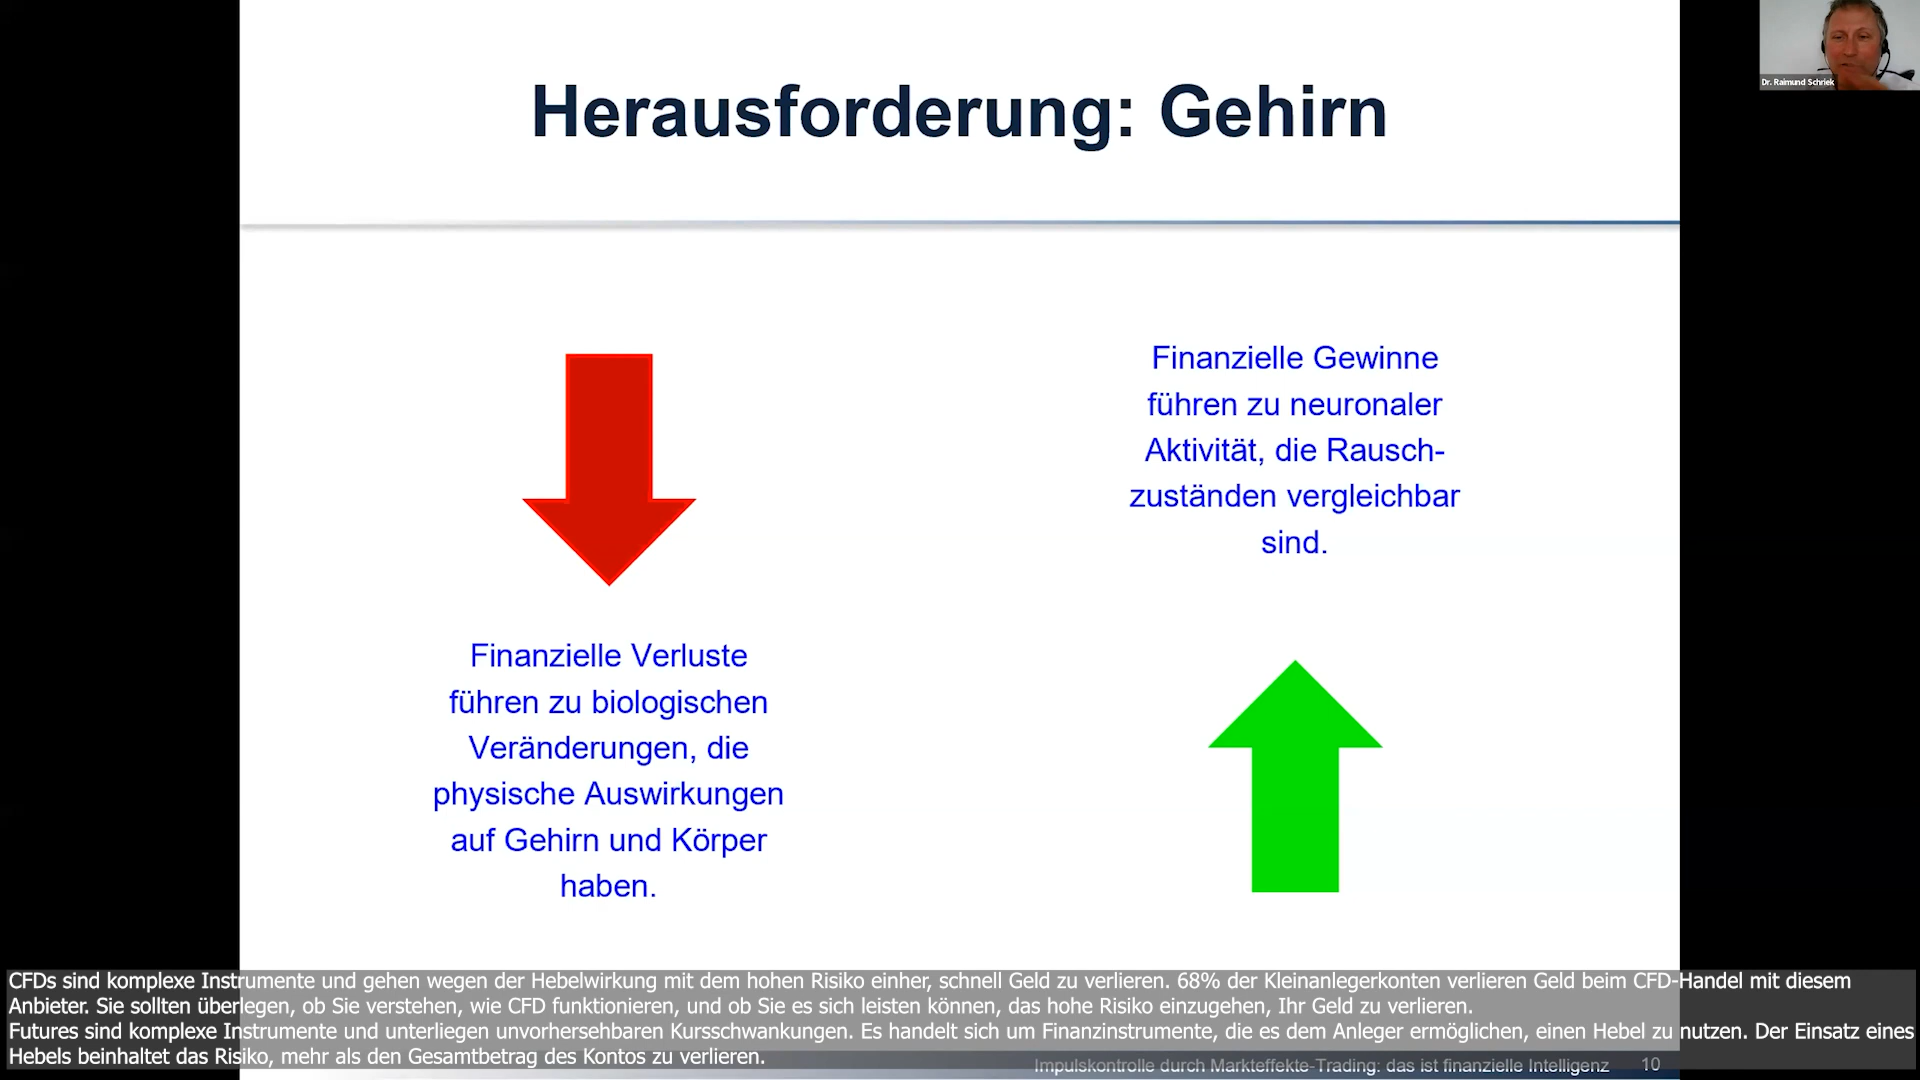 Dr. Raimund Schriek
Herausforderung: Gehirn
Finanzielle Gewinne
führen zu neuronaler
Aktivität, die Rausch-
zuständen vergleichbar
sind.
Finanzielle Verluste
führen zu biologischen
Veränderungen, die
physische Auswirkungen
auf Gehirn und Körper
haben.
CFDs sind komplexe Instrumente und gehen wegen der Hebelwirkung mit dem hohen Risiko einher, schnell Geld zu verlieren. 68% der Kleinanlegerkonten verlieren Geld beim CFD-Handel mit diesem
Anbieter. Sie sollten überlegen, ob Sie verstehen, wie CFD funktionieren, und ob Sie es sich leisten können, das hohe Risiko einzugehen, Ihr Geld zu verlieren.
Futures sind komplexe Instrumente und unterliegen unvorhersehbaren Kursschwankungen. Es handelt sich um Finanzinstrumente, die es dem Anleger ermöglichen, einen Hebel zu nutzen. Der Einsatz eines
Hebels beinhaltet das Risiko, mehr als den Gesamtbetrag des Kontos zu verlieren.
Impulskontrolle durch Markteffekte-Trading: das ist finanzielle Intelligenz 10